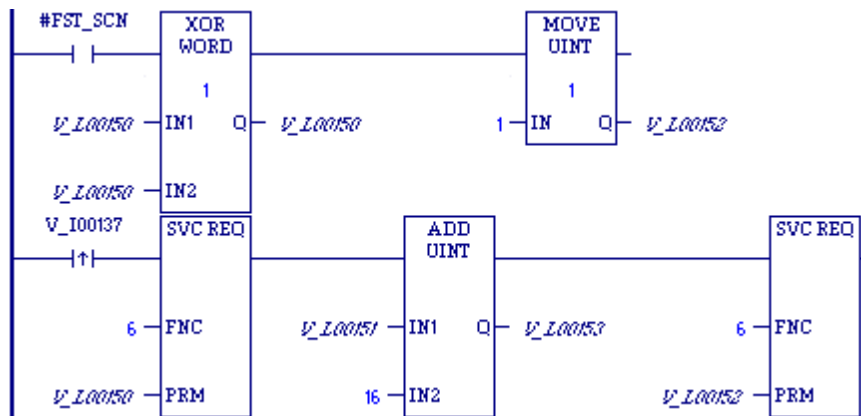 #FST_SCN XOR MOVE
WORD UINT
1 1
V_L00150 IN1 Q V_L00150 1 IN Q V_L00152
V_L00150 IN2
V_I00137 SVC REQ ADD SVC REQ
UINT
6 FNC V_L00151 IN1 Q V_L00153 6 FNC
V_L00150 PRM 16 IN2 V_L00152 PRM